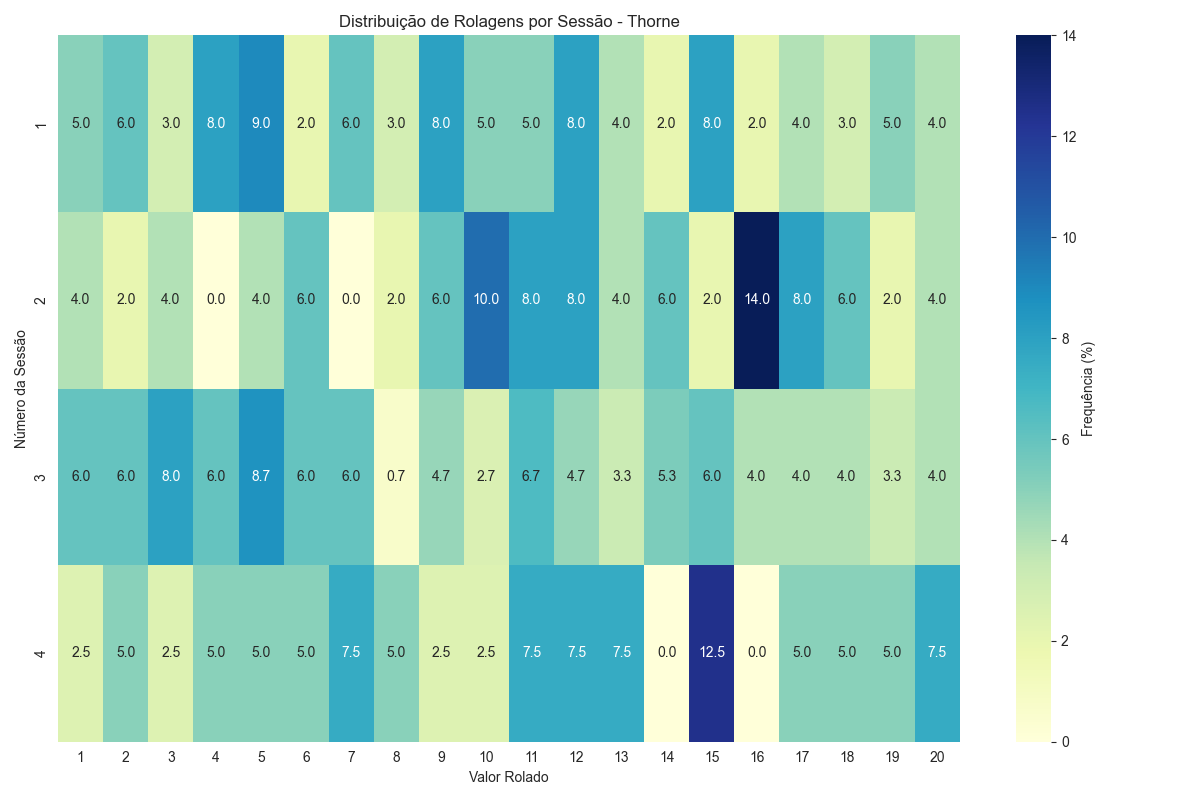 Distribuição de Rolagens por Sessão - Thorne
1 5.0 6.0 3.0 8.0 9.0 2.0 6.0 3.0 8.0 5.0 5.0 8.0 4.0 2.0 8.0 2.0 4.0 3.0 5.0 4.0
2 4.0 2.0 4.0 0.0 4.0 6.0 0.0 2.0 6.0 10.0 8.0 8.0 4.0 6.0 2.0 14.0 8.0 6.0 2.0 4.0
3 6.0 6.0 8.0 6.0 8.7 6.0 6.0 0.7 4.7 2.7 6.7 4.7 3.3 5.3 6.0 4.0 4.0 4.0 3.3 4.0
4 2.5 5.0 2.5 5.0 5.0 5.0 7.5 5.0 2.5 2.5 7.5 7.5 7.5 0.0 12.5 0.0 5.0 5.0 5.0 7.5
1 2 3 4 5 6 7 8 9 10 11 12 13 14 15 16 17 18 19 20
Valor Rolado
Número da Sessão
14
12
10
8
6
4
2
0
Frequência (%)